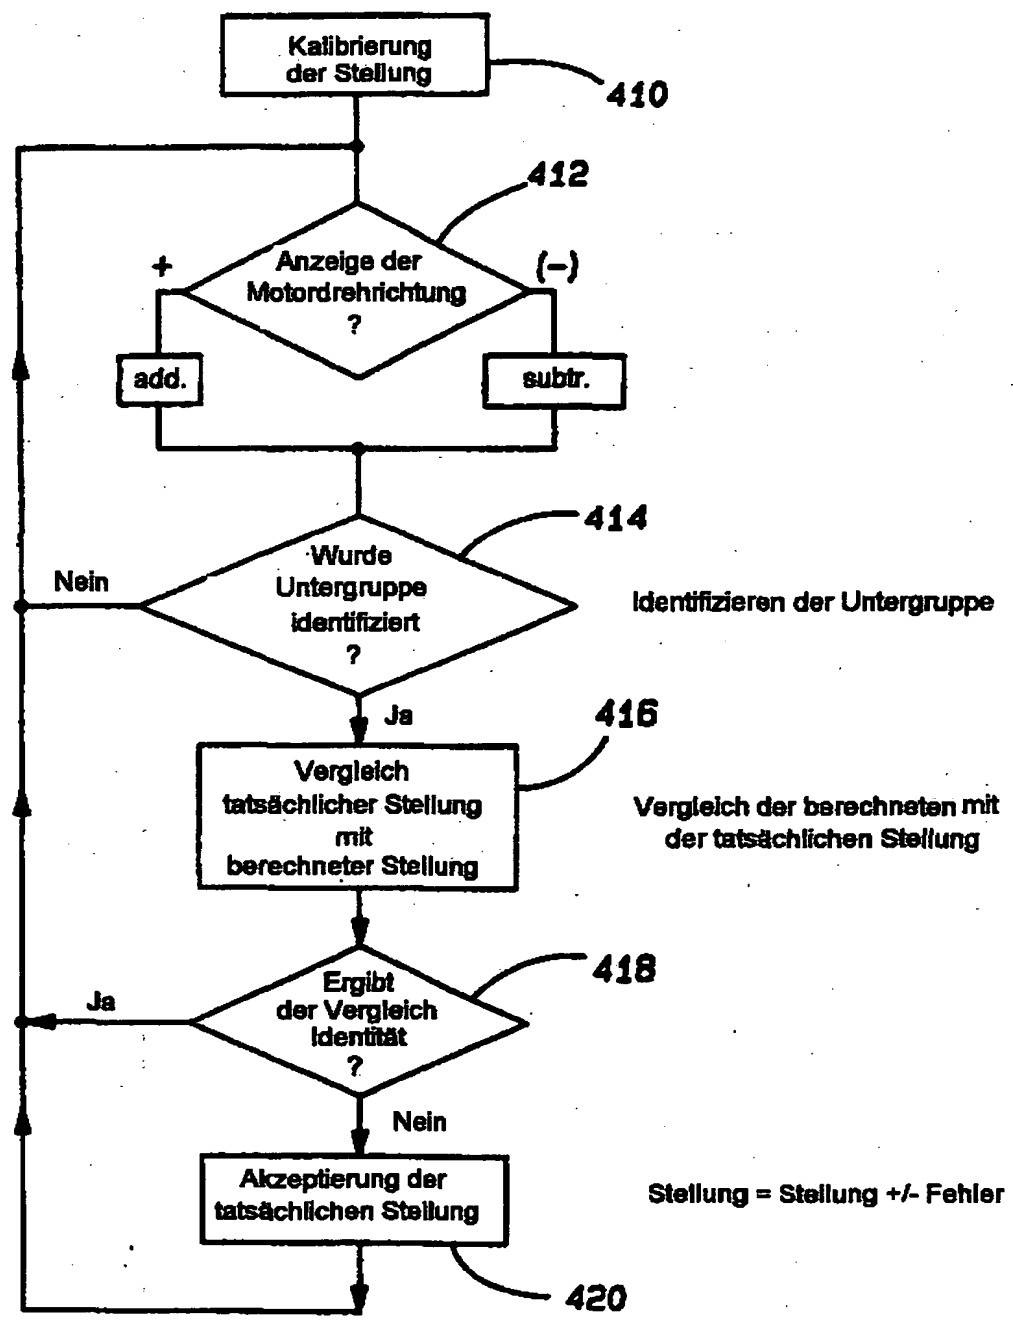 Kalibrierung
der Stellung
410
412
+
Anzeige der
Motordrehrichtung
?
(-)
add.
subtr.
414
Nein
Wurde
Untergruppe
identifiziert
?
Identifizieren der Untergruppe
Ja
416
Vergleich
tatsächlicher Stellung
mit
berechneter Stellung
Vergleich der berechneten mit
der tatsächlichen Stellung
418
Ja
Ergibt
der Vergleich
Identität
?
Nein
Akzeptierung der
tatsächlichen Stellung
Stellung = Stellung +/- Fehler
420